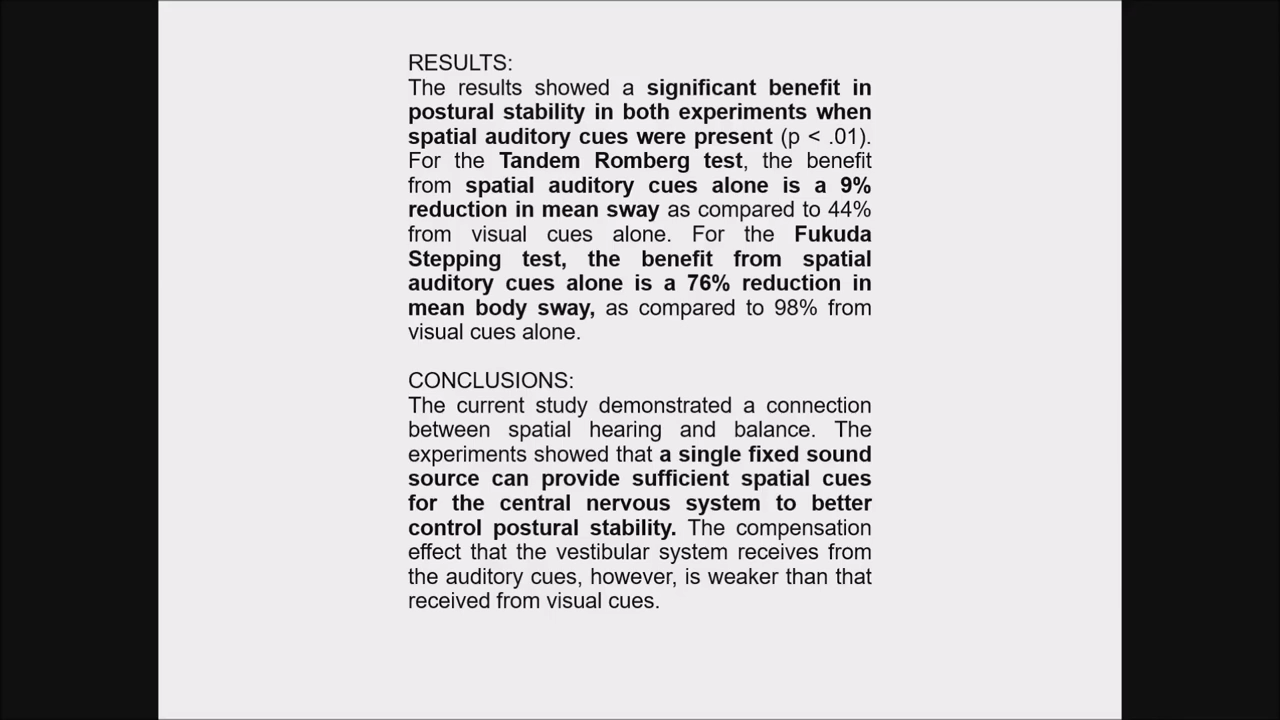 RESULTS:
The results showed a significant benefit in
postural stability in both experiments when
spatial auditory cues were present (p < .01).
For the Tandem Romberg test, the benefit
from spatial auditory cues alone is a 9%
reduction in mean sway as compared to 44%
from visual cues alone. For the Fukuda
Stepping test, the benefit from spatial
auditory cues alone is a 76% reduction in
mean body sway, as compared to 98% from
visual cues alone.
CONCLUSIONS:
The current study demonstrated a connection
between spatial hearing and balance. The
experiments showed that a single fixed sound
source can provide sufficient spatial cues
for the central nervous system to better
control postural stability. The compensation
effect that the vestibular system receives from
the auditory cues, however, is weaker than that
received from visual cues.